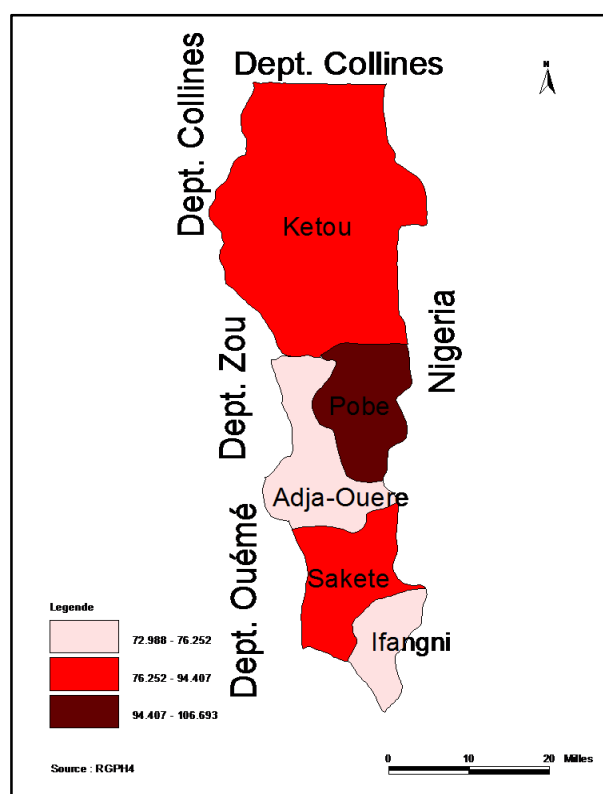 Dept. Collines
Dept. Collines
N
Ketou
Nigeria
Dept. Zou
Pobe
Adja-Ouere
Dept. Ouémé
Sakete
Ifangni
Legende
72.988 - 76.252
76.252 - 94.407
94.407 - 106.693
Source : RGPH4
0 10 20 Milles